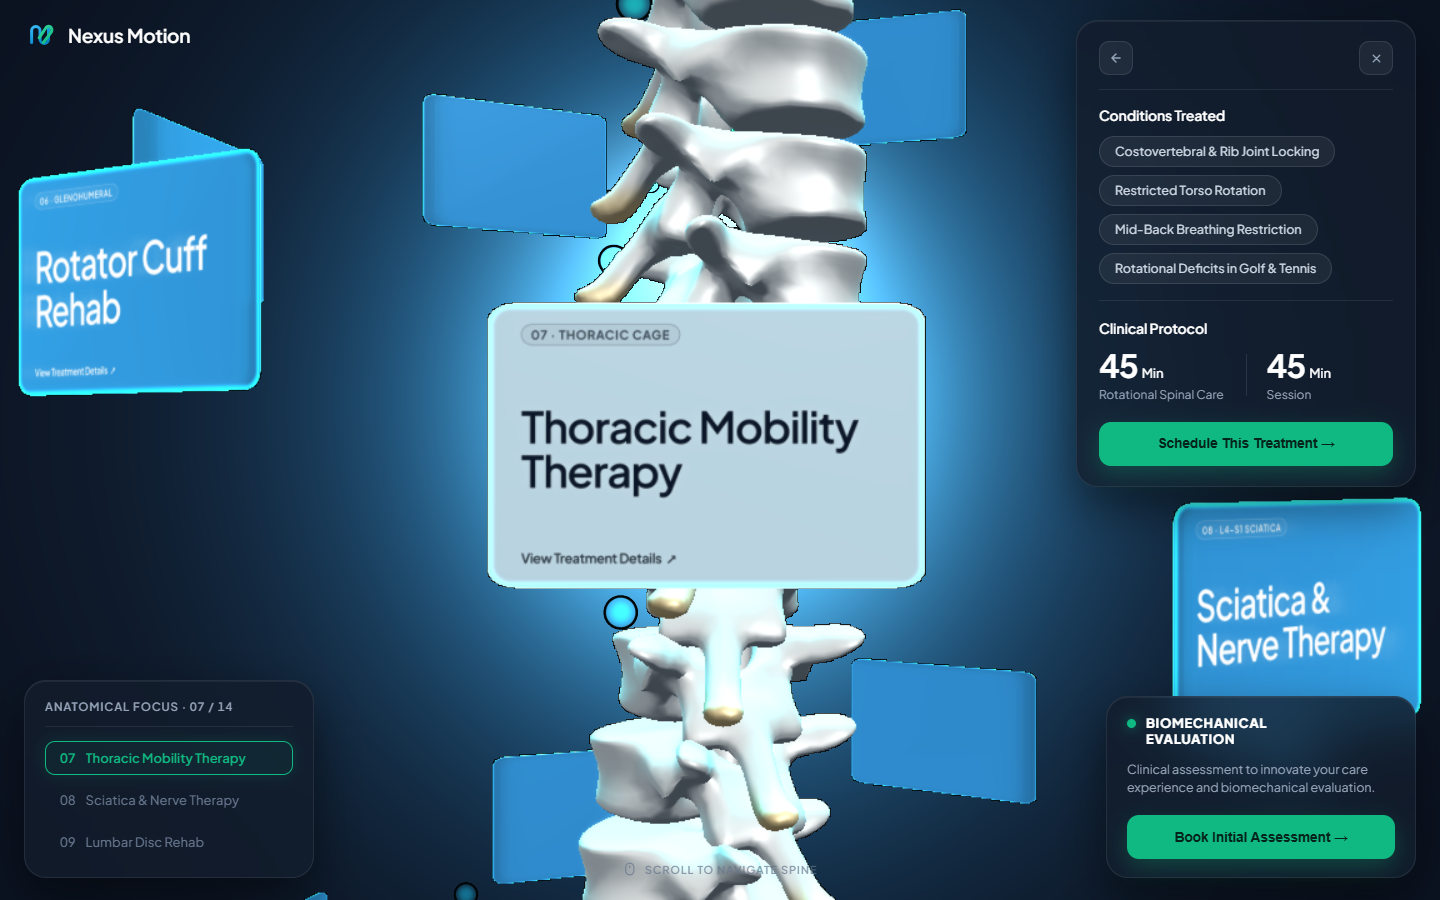 Nexus Motion
06 · GLENOHUMERAL
Rotator Cuff
Rehab
View Treatment Details ↗
07 · THORACIC CAGE
Thoracic Mobility
Therapy
View Treatment Details ↗
Conditions Treated
Costovertebral & Rib Joint Locking
Restricted Torso Rotation
Mid-Back Breathing Restriction
Rotational Deficits in Golf & Tennis
Clinical Protocol
45 Min
Rotational Spinal Care
45 Min
Session
Schedule This Treatment →
08 · L4-S1 SCIATICA
Sciatica &
Nerve Therapy
ANATOMICAL FOCUS · 07 / 14
07 Thoracic Mobility Therapy
08 Sciatica & Nerve Therapy
09 Lumbar Disc Rehab
BIOMECHANICAL
EVALUATION
Clinical assessment to innovate your care
experience and biomechanical evaluation.
Book Initial Assessment →
SCROLL TO NAVIGATE SPINE